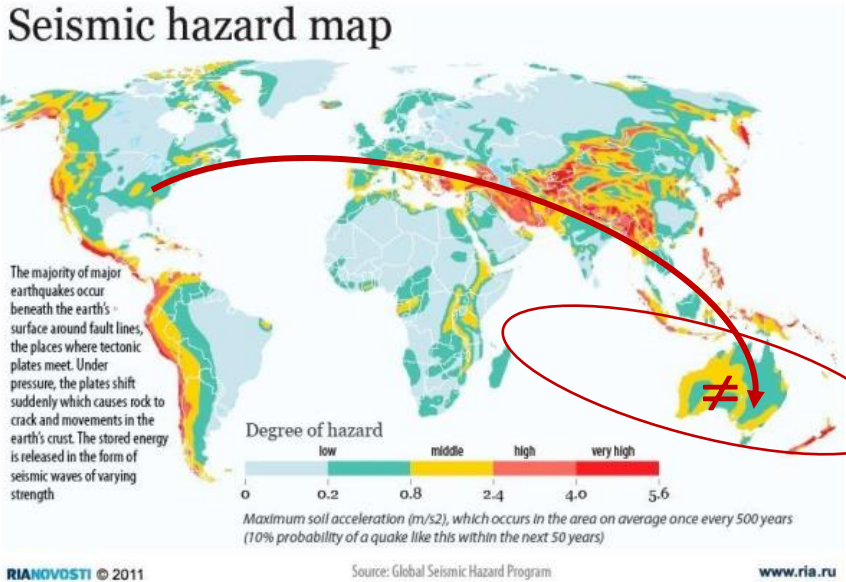 Seismic hazard map
The majority of major
earthquakes occur
beneath the earth's
surface around fault lines,
the places where tectonic
plates meet. Under
pressure, the plates shift
suddenly which causes rock to
crack and movements in the
earth's crust. The stored energy
is released in the form of
seismic waves of varying
strength
≠
Degree of hazard
low middle high very high
0 0.2 0.8 2.4 4.0 5.6
Maximum soil acceleration (m/s2), which occurs in the area on average once every 500 years
(10% probability of a quake like this within the next 50 years)
RIANOVOSTI © 2011 Source: Global Seismic Hazard Program www.ria.ru